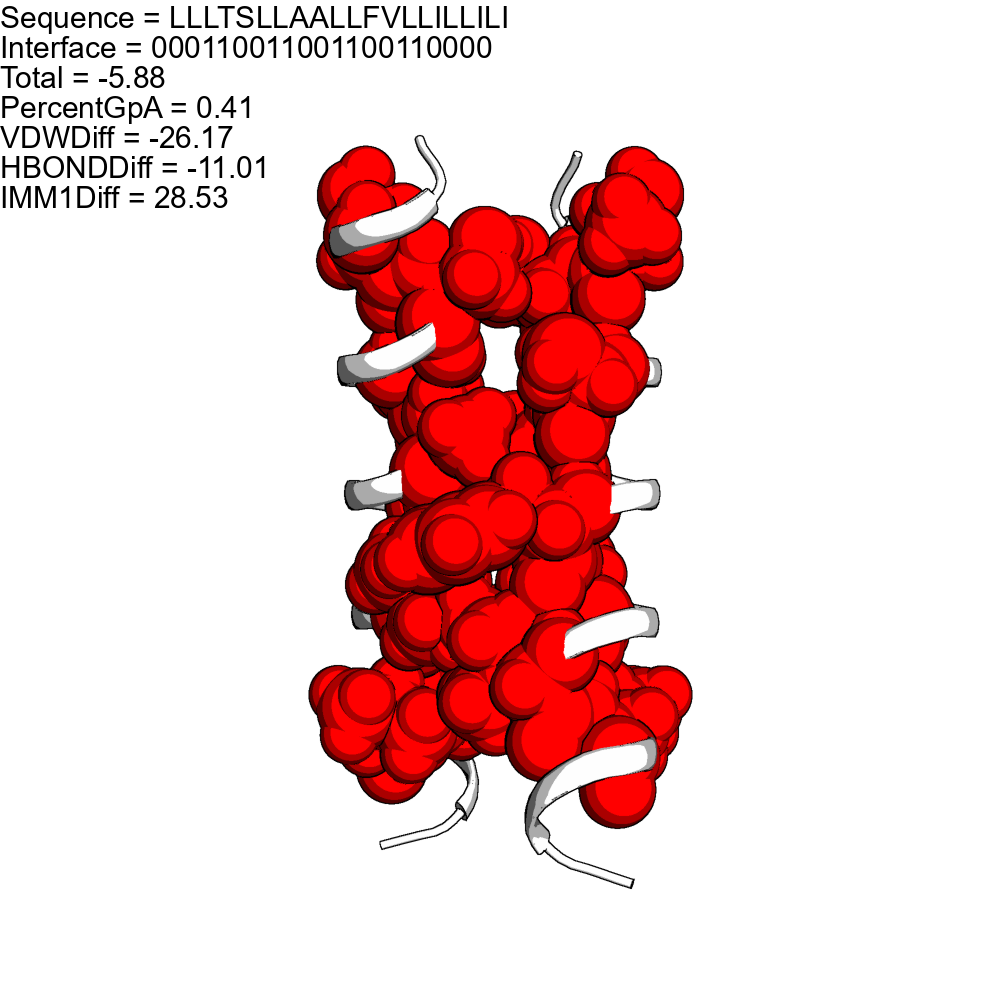 Sequence = LLLTSLLAALLFVLLILLILI
Interface = 000110011001100110000
Total = -5.88
PercentGpA = 0.41
VDWDiff = -26.17
HBONDDiff = -11.01
IMM1Diff = 28.53